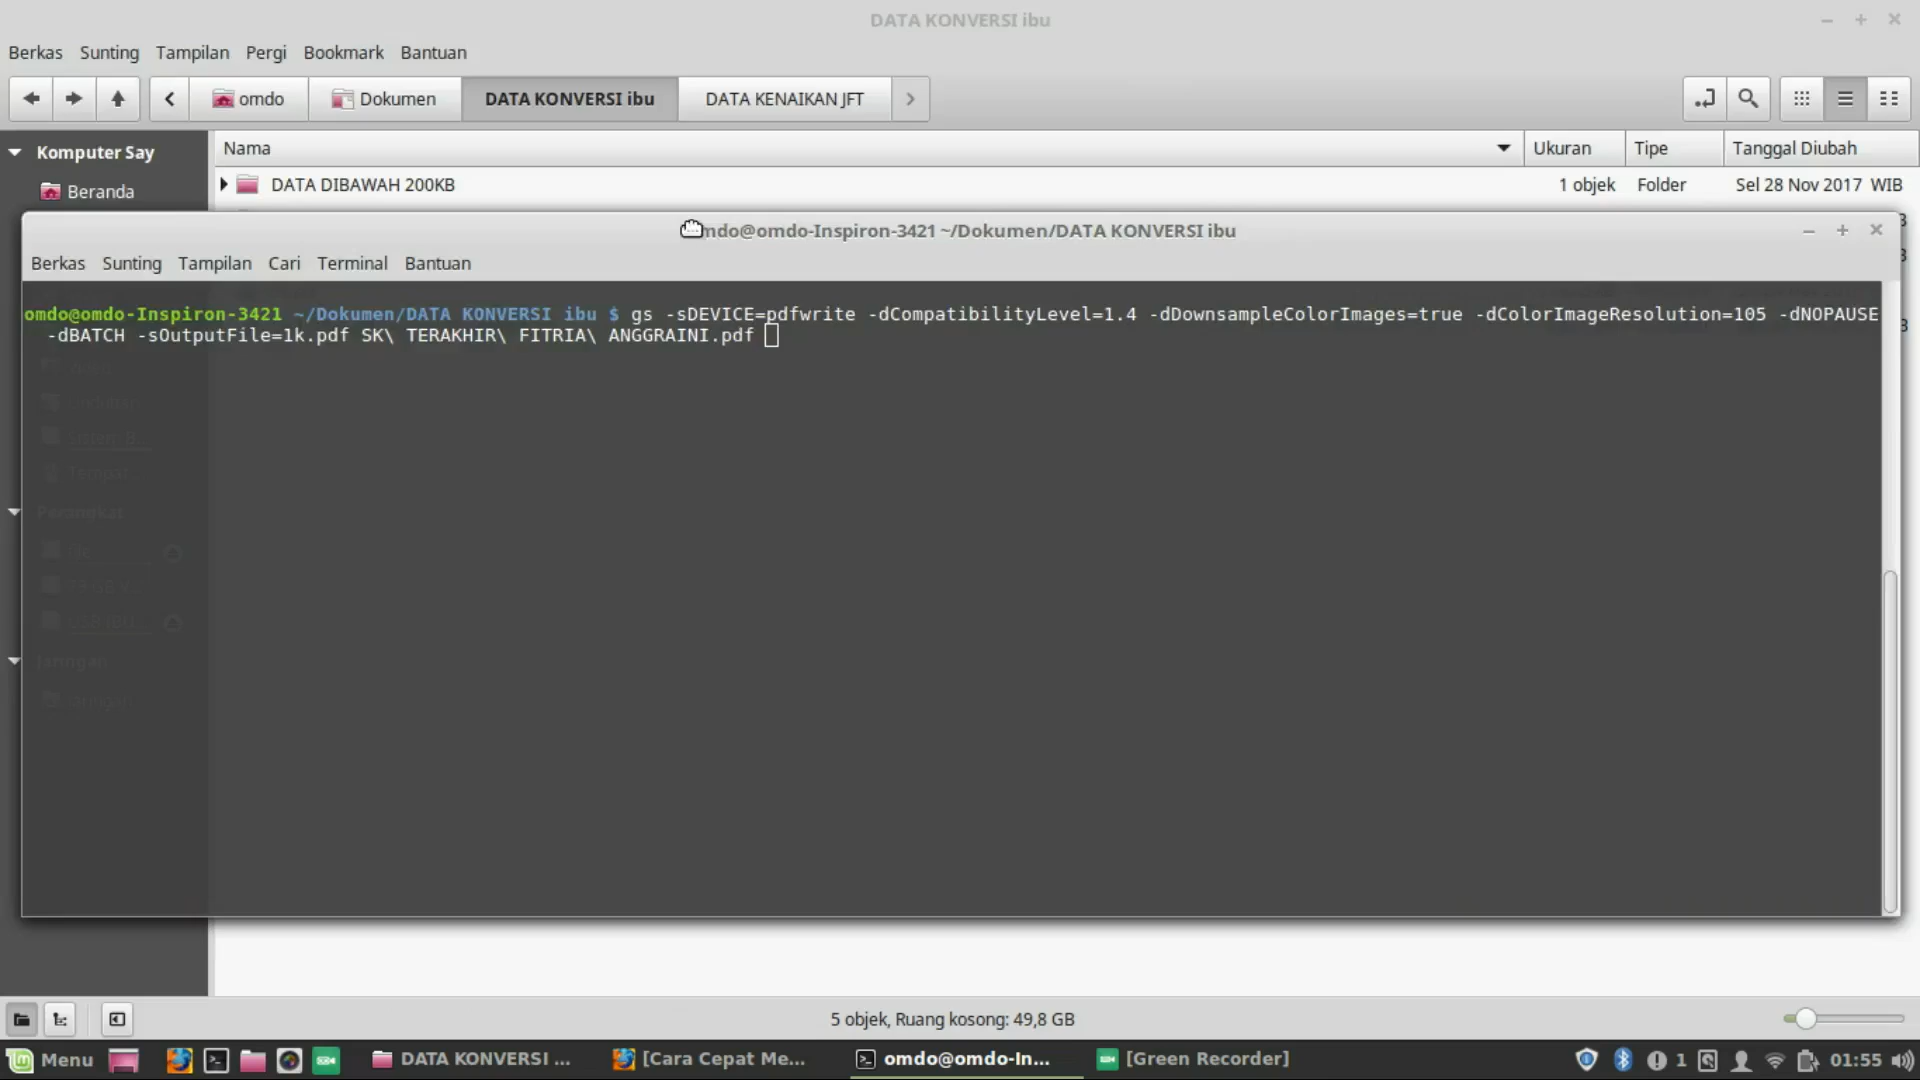 DATA KONVERSI ibu
Berkas Sunting Tampilan Pergi Bookmark Bantuan
omdo Dokumen DATA KONVERSI ibu DATA KENAIKAN JFT
Komputer Say
Nama Ukuran Tipe Tanggal Diubah
Beranda
DATA DIBAWAH 200KB 1 objek Folder Sel 28 Nov 2017 WIB
mdo@omdo-Inspiron-3421 ~/Dokumen/DATA KONVERSI ibu
Berkas Sunting Tampilan Cari Terminal Bantuan
omdo@omdo-Inspiron-3421 ~/Dokumen/DATA KONVERSI ibu $ gs -sDEVICE=pdfwrite -dCompatibilityLevel=1.4 -dDownsampleColorImages=true -dColorImageResolution=105 -dNOPAUSE
-dBATCH -sOutputFile=1k.pdf SK\ TERAKHIR\ FITRIA\ ANGGRAINI.pdf
Perangkat
Jaringan
Jaringan
5 objek, Ruang kosong: 49,8 GB
Menu DATA KONVERSI ... [Cara Cepat Me... omdo@omdo-In... [Green Recorder] 1 01:55